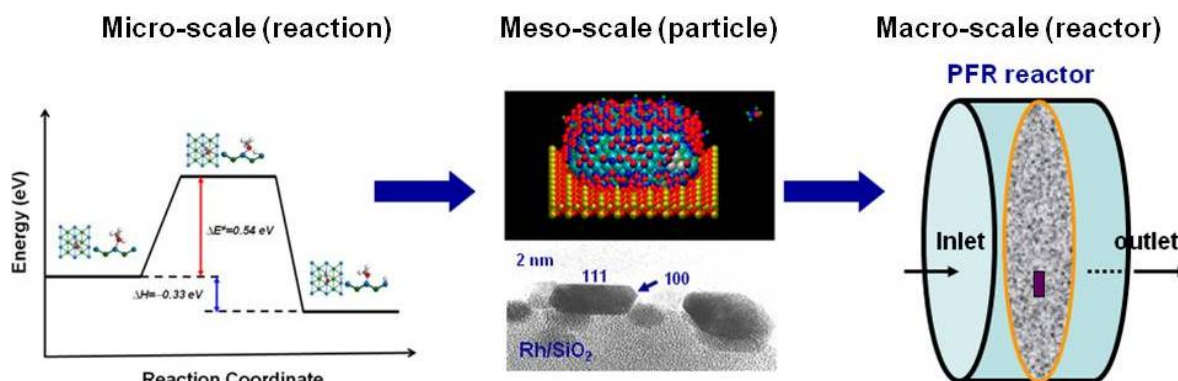 Micro-scale (reaction)
Meso-scale (particle)
Macro-scale (reactor)
PFR reactor
Energy (eV)
ΔE≠=0.54 eV
ΔH=−0.33 eV
Reaction Coordinate
2 nm
111
100
Rh/SiO₂
Inlet
outlet